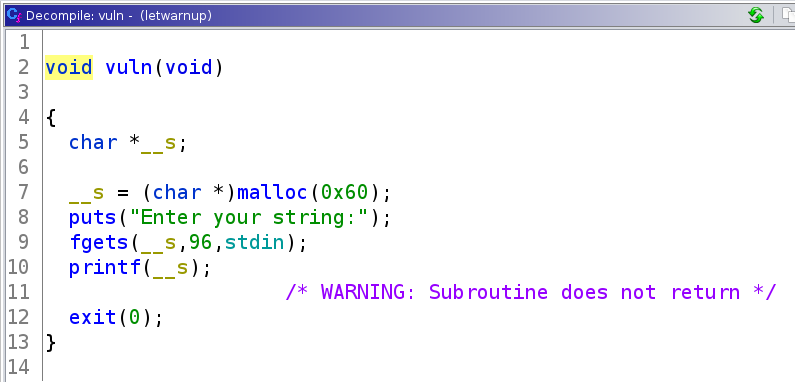 Decompile: vuln - (letwarnup)
1
2 void vuln(void)
3
4 {
5 char *__s;
6
7 __s = (char *)malloc(0x60);
8 puts("Enter your string:");
9 fgets(__s,96,stdin);
10 printf(__s);
11 /* WARNING: Subroutine does not return */
12 exit(0);
13 }
14